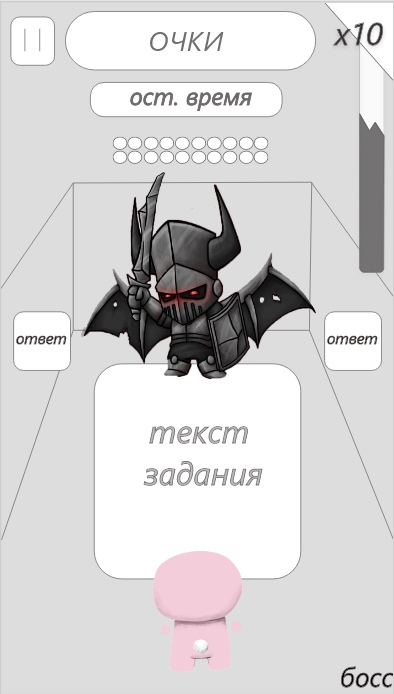 ОЧКИ
x10
ост. время
ответ
ответ
текст
задания
босс